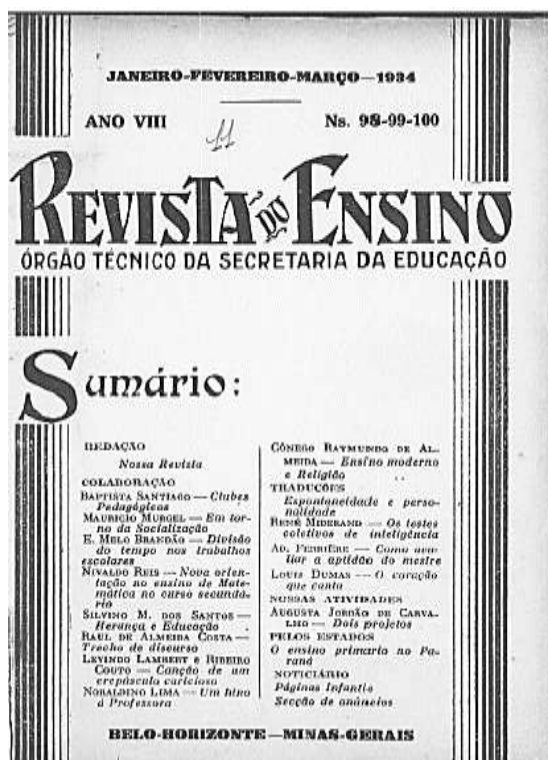 JANEIRO-FEVEREIRO-MARÇO—1934
ANO VIII
Ns. 98-99-100
11
REVISTA DO ENSINO
ÓRGÃO TÉCNICO DA SECRETARIA DA EDUCAÇÃO
Sumário:
REDAÇÃO
Nossa Revista
COLABORAÇÃO
BAPTISTA SANTIAGO — Clubes
Pedagógicos
MAURICIO MURGEL — Em tor-
no da Socialização
E. MELO BRANDÃO — Divisão
do tempo nos trabalhos
escolares
NIVALDO REIS — Nova orien-
tação no ensino de Mate-
mática no curso secundá-
rio
SILVINO M. DOS SANTOS —
Herança e Educação
RAUL DE ALMEIDA COSTA —
Trecho de discurso
LEVINDO LAMBERT E RIBEIRO
COUTO — Canção de um
crepúsculo caricioso
NORALDINO LIMA — Um hino
á Professora
CÔNEGO RAYMUNDO DE AL-
MEIDA — Ensino moderno
e Religião
TRADUCÕES
Espontaneidade e perso-
nalidade
RENÉ MIDERAND — Os testes
coletivos de inteligência
AD. FERRIÈRE — Como ava-
liar a aptidão do mestre
LOUIS DUMAS — O coração
que canta
NOSSAS ATIVIDADES
AUGUSTA JORDÃO DE CARVA-
LHO — Dois projetos
PELOS ESTADOS
O ensino primario no Pa-
raná
NOTICIÁRIO
Páginas Infantis
Secção de anúncios
BELO-HORIZONTE—MINAS-GERAIS